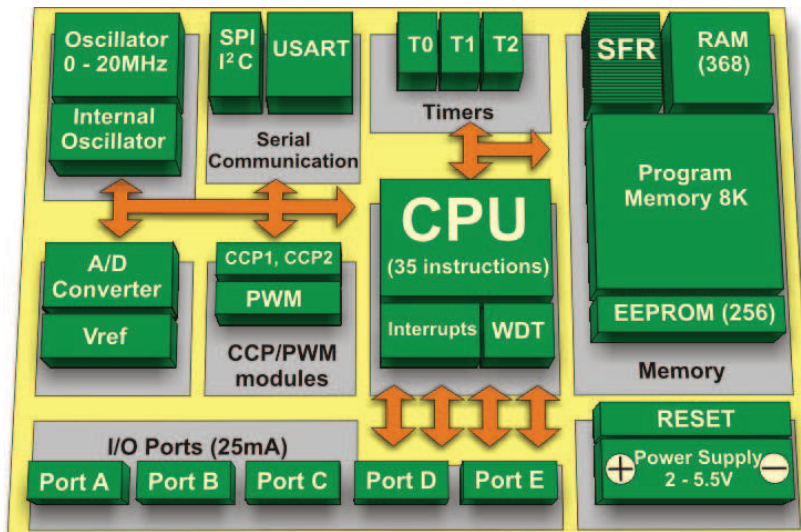 Oscillator
0 - 20MHz
Internal
Oscillator
SPI
I²C
USART
Serial
Communication
T0
T1
T2
Timers
SFR
RAM
(368)
Program
Memory 8K
EEPROM (256)
Memory
CPU
(35 instructions)
Interrupts
WDT
A/D
Converter
Vref
CCP1, CCP2
PWM
CCP/PWM
modules
I/O Ports (25mA)
Port A
Port B
Port C
Port D
Port E
RESET
+
Power Supply
2 - 5.5V
−